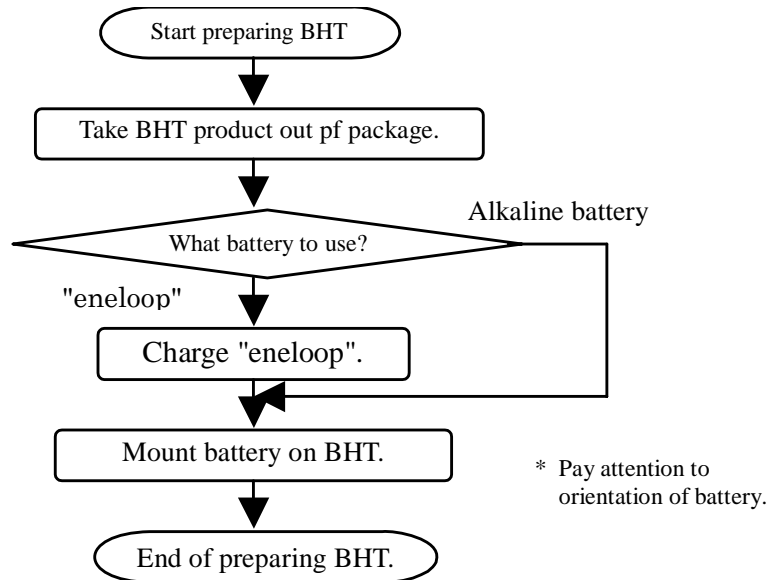 Start preparing BHT
Take BHT product out pf package.
Alkaline battery
What battery to use?
"eneloop"
Charge "eneloop".
Mount battery on BHT.
* Pay attention to
orientation of battery.
End of preparing BHT.